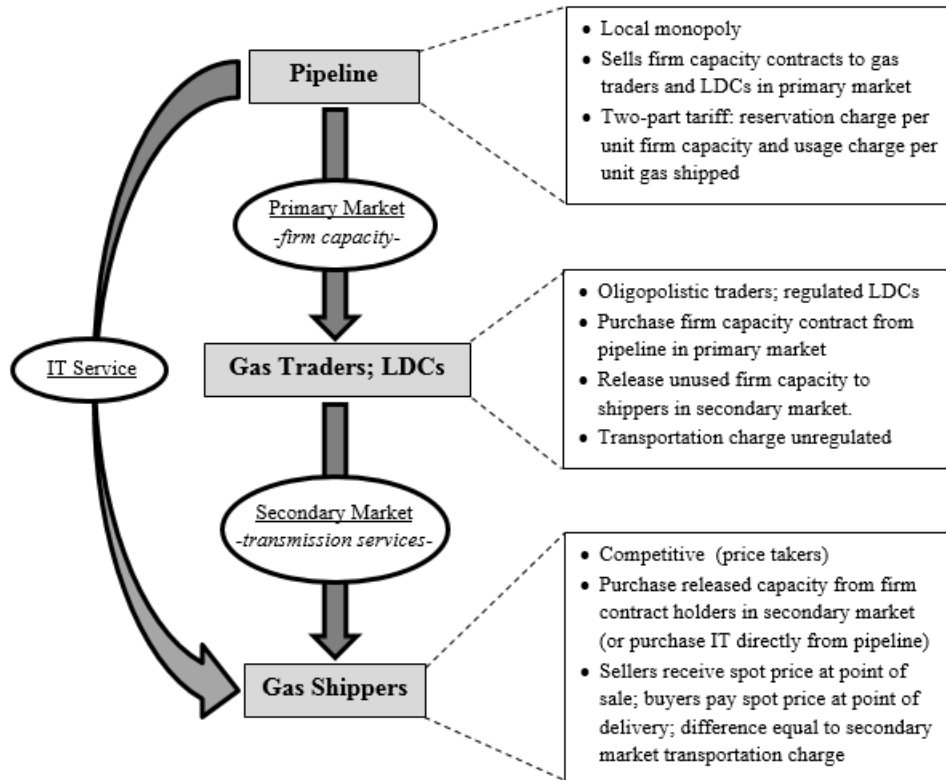 Pipeline
• Local monopoly
• Sells firm capacity contracts to gas
traders and LDCs in primary market
• Two-part tariff: reservation charge per
unit firm capacity and usage charge per
unit gas shipped
Primary Market
-firm capacity-
IT Service
Gas Traders; LDCs
• Oligopolistic traders; regulated LDCs
• Purchase firm capacity contract from
pipeline in primary market
• Release unused firm capacity to
shippers in secondary market.
• Transportation charge unregulated
Secondary Market
-transmission services-
Gas Shippers
• Competitive (price takers)
• Purchase released capacity from firm
contract holders in secondary market
(or purchase IT directly from pipeline)
• Sellers receive spot price at point of
sale; buyers pay spot price at point of
delivery; difference equal to secondary
market transportation charge